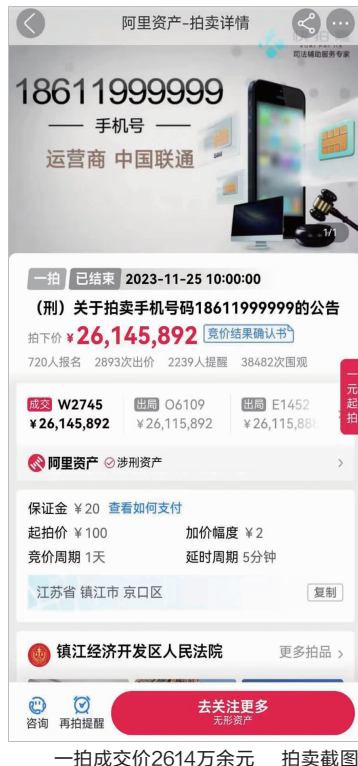 阿里资产-拍卖详情
司法辅助服务专家
18611999999
手机号
运营商 中国联通
1/1
一拍 已结束 2023-11-25 10:00:00
(刑) 关于拍卖手机号码18611999999的公告
拍下价 ¥26,145,892 竞价结果确认书
720人报名 2893次出价 2239人提醒 38482次围观
一元起拍
成交 W2745 出局 O6109 出局 E1452
¥26,145,892 ¥26,115,892 ¥26,115,88
阿里资产 涉刑资产
保证金 ¥20 查看如何支付
起拍价 ¥100 加价幅度 ¥2
竞价周期 1天 延时周期 5分钟
江苏省 镇江市 京口区 复制
镇江经济开发区人民法院 更多拍品
咨询 再拍提醒 去关注更多
无形资产
一拍成交价2614万余元 拍卖截图